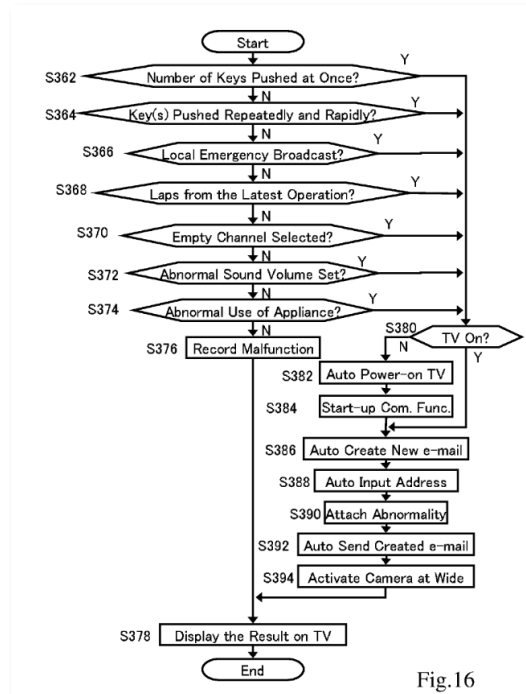 Start
S362 Number of Keys Pushed at Once? Y
N
S364 Key(s) Pushed Repeatedly and Rapidly? Y
N
S366 Local Emergency Broadcast? Y
N
S368 Laps from the Latest Operation? Y
N
S370 Empty Channel Selected? Y
N
S372 Abnormal Sound Volume Set? Y
N
S374 Abnormal Use of Appliance? Y
N
S376 Record Malfunction
S380 TV On?
N Y
S382 Auto Power-on TV
S384 Start-up Com. Func.
S386 Auto Create New e-mail
S388 Auto Input Address
S390 Attach Abnormality
S392 Auto Send Created e-mail
S394 Activate Camera at Wide
S378 Display the Result on TV
End
Fig.16